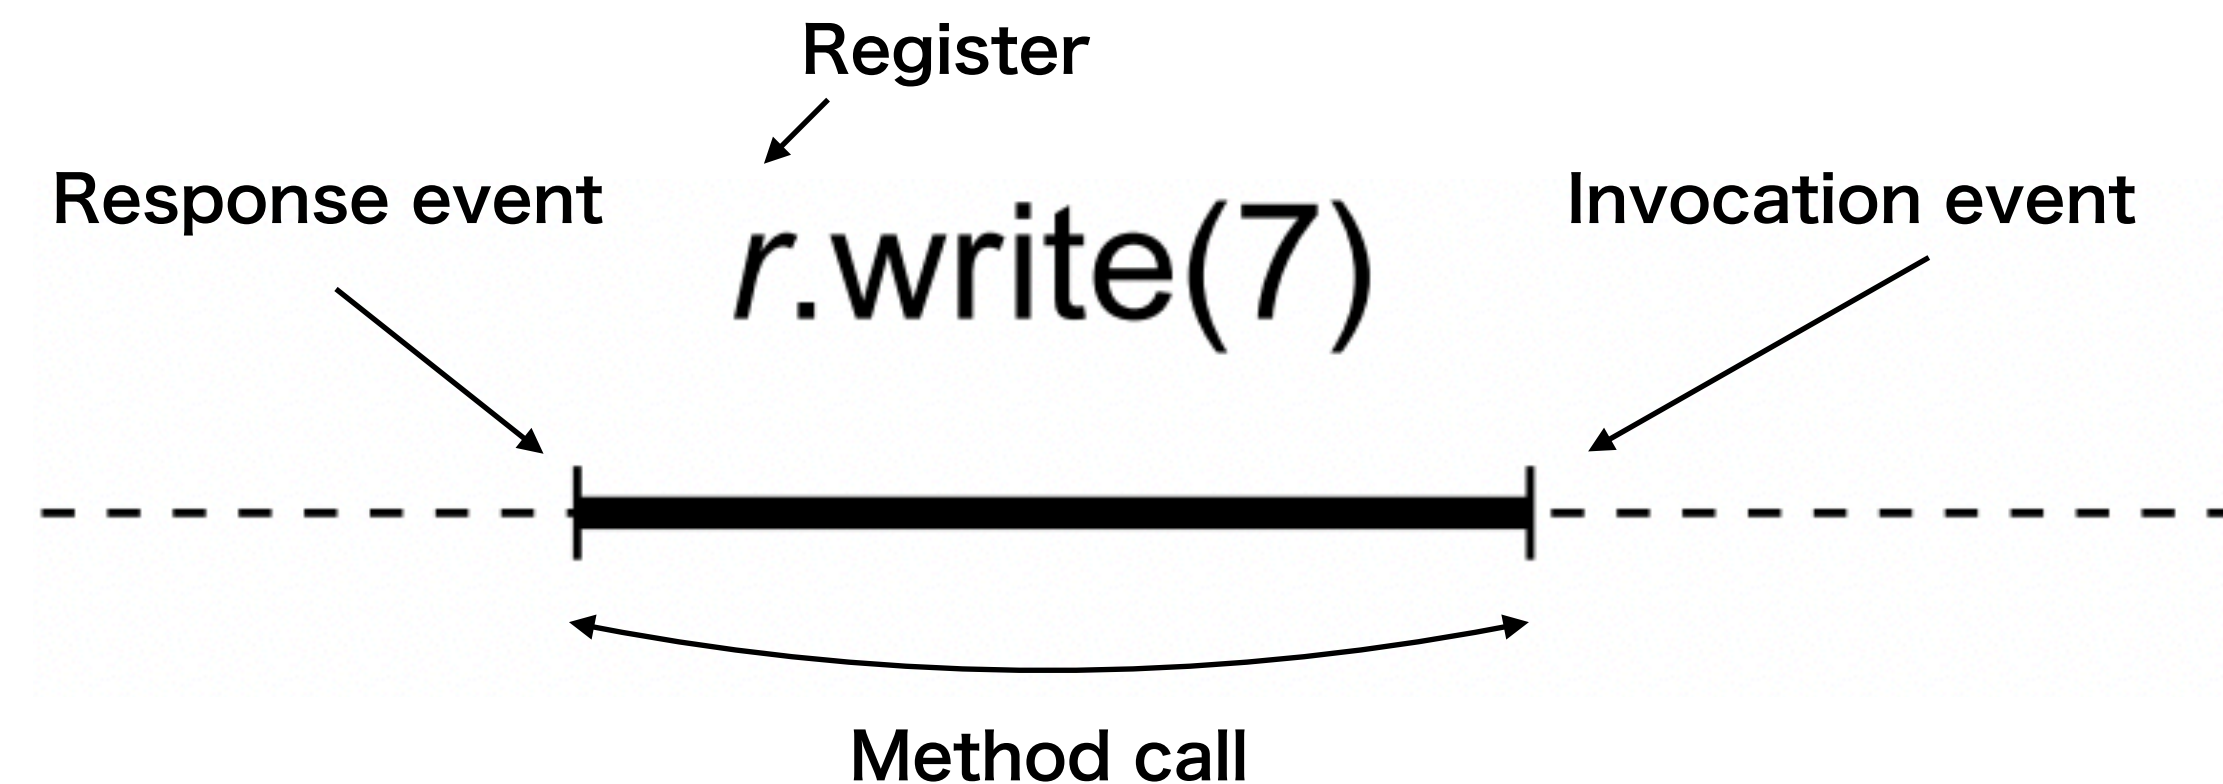 Register
Response event
Invocation event
r.write(7)
Method call